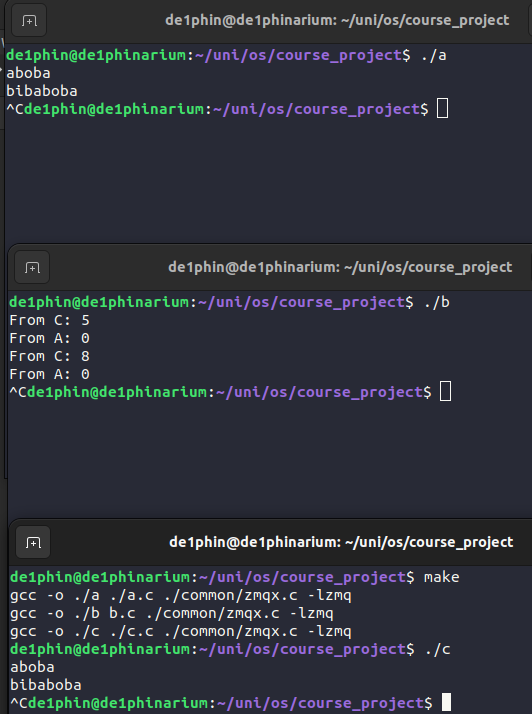 de1phin@de1phinarium: ~/uni/os/course_project
de1phin@de1phinarium:~/uni/os/course_project$ ./a
aboba
bibaboba
^Cde1phin@de1phinarium:~/uni/os/course_project$
de1phin@de1phinarium: ~/uni/os/course_project
de1phin@de1phinarium:~/uni/os/course_project$ ./b
From C: 5
From A: 0
From C: 8
From A: 0
^Cde1phin@de1phinarium:~/uni/os/course_project$
de1phin@de1phinarium: ~/uni/os/course_project
de1phin@de1phinarium:~/uni/os/course_project$ make
gcc -o ./a ./a.c ./common/zmqx.c -lzmq
gcc -o ./b b.c ./common/zmqx.c -lzmq
gcc -o ./c ./c.c ./common/zmqx.c -lzmq
de1phin@de1phinarium:~/uni/os/course_project$ ./c
aboba
bibaboba
^Cde1phin@de1phinarium:~/uni/os/course_project$